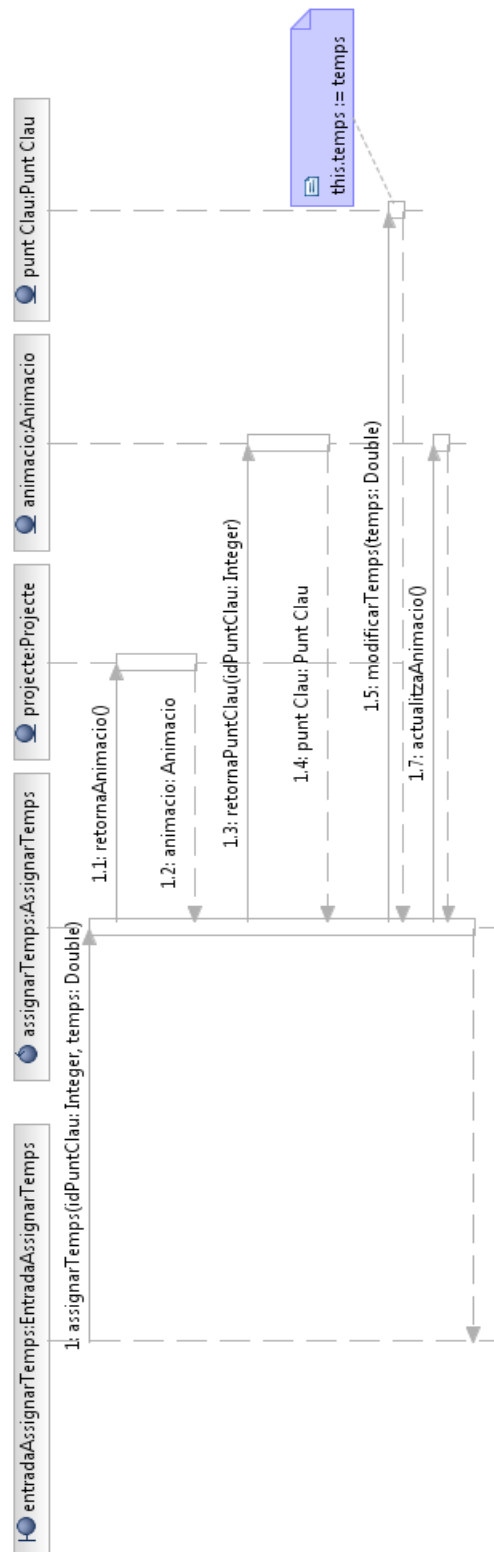 entradaAssignarTemps:EntradaAssignarTemps
assignarTemps:AssignarTemps
projecte:Projecte
animacio:Animacio
punt Clau:Punt Clau
1: assignarTemps(idPuntClau: Integer, temps: Double)
1.1: retornaAnimacio()
1.2: animacio: Animacio
1.3: retornaPuntClau(idPuntClau: Integer)
1.4: punt Clau: Punt Clau
this.temps := temps
1.5: modificarTemps(temps: Double)
1.7: actualitzaAnimacio()